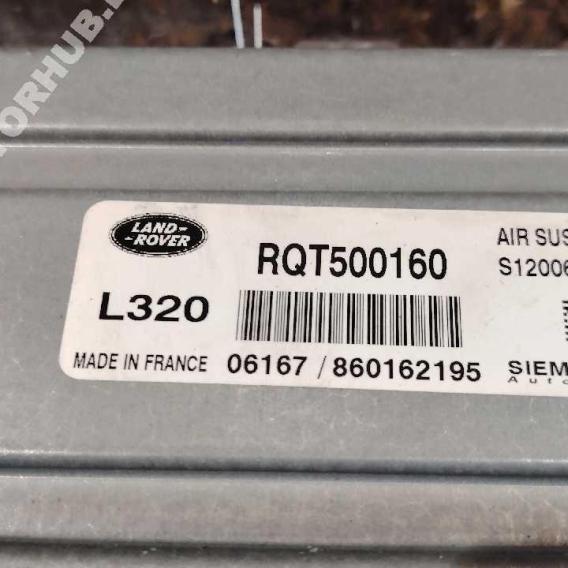 LAND-
-ROVER
RQT500160
AIR SUS
S12006
L320
MADE IN FRANCE
06167 / 860162195
SIEM
Auto
ORHUB.